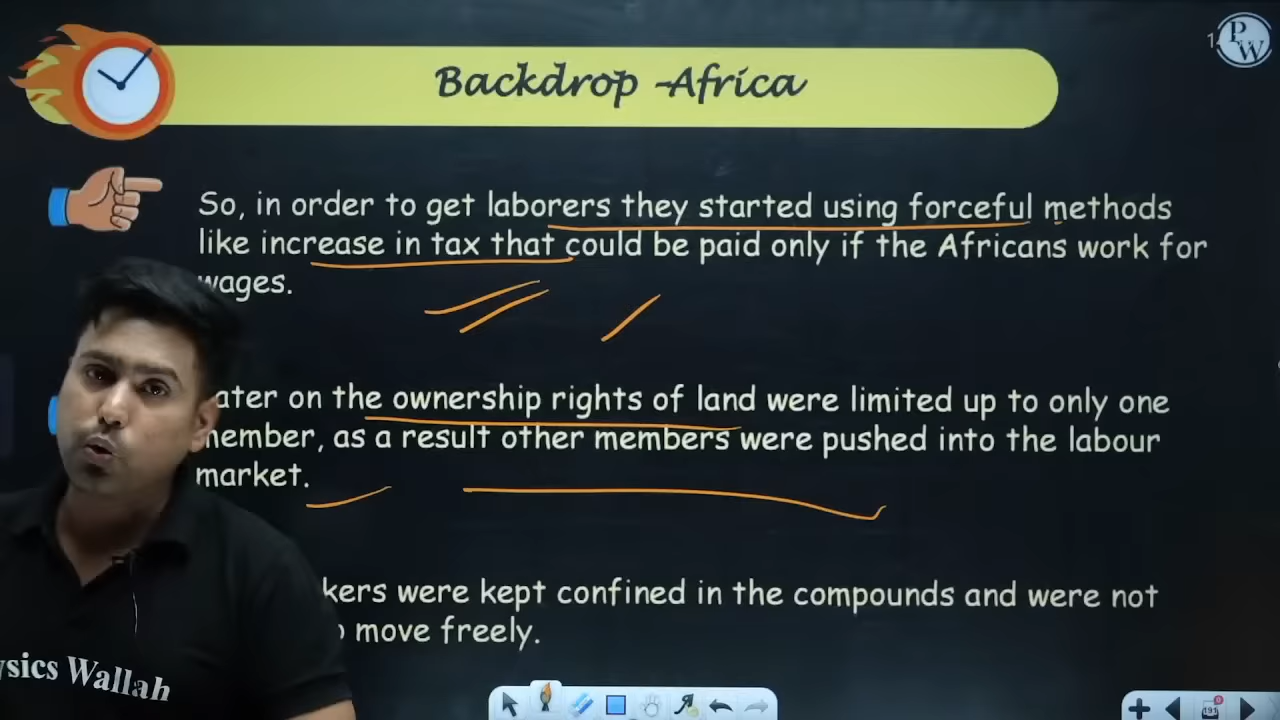 Backdrop -Africa
PW
So, in order to get laborers they started using forceful methods
like increase in tax that could be paid only if the Africans work for
wages.
on the ownership rights of land were limited up to only one
member, as a result other members were pushed into the labour
market.
were kept confined in the compounds and were not
move freely.
Wallah
191